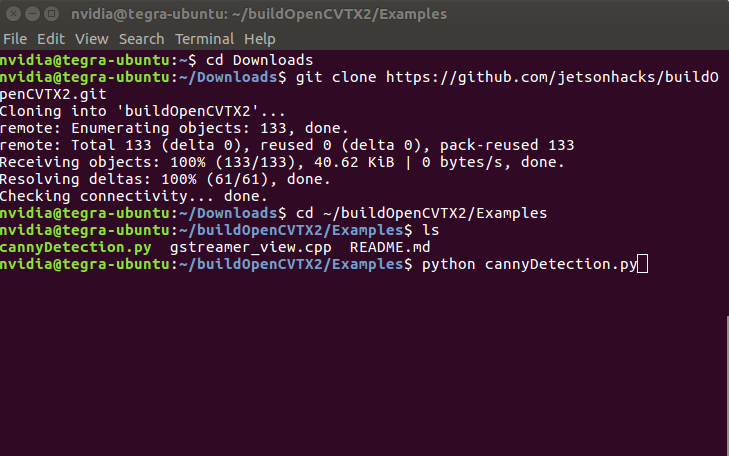 nvidia@tegra-ubuntu: ~/buildOpenCVTX2/Examples
File Edit View Search Terminal Help
nvidia@tegra-ubuntu:~$ cd Downloads
nvidia@tegra-ubuntu:~/Downloads$ git clone https://github.com/jetsonhacks/buildO
penCVTX2.git
Cloning into 'buildOpenCVTX2'...
remote: Enumerating objects: 133, done.
remote: Total 133 (delta 0), reused 0 (delta 0), pack-reused 133
Receiving objects: 100% (133/133), 40.62 KiB | 0 bytes/s, done.
Resolving deltas: 100% (61/61), done.
Checking connectivity... done.
nvidia@tegra-ubuntu:~/Downloads$ cd ~/buildOpenCVTX2/Examples
nvidia@tegra-ubuntu:~/buildOpenCVTX2/Examples$ ls
cannyDetection.py  gstreamer_view.cpp  README.md
nvidia@tegra-ubuntu:~/buildOpenCVTX2/Examples$ python cannyDetection.py